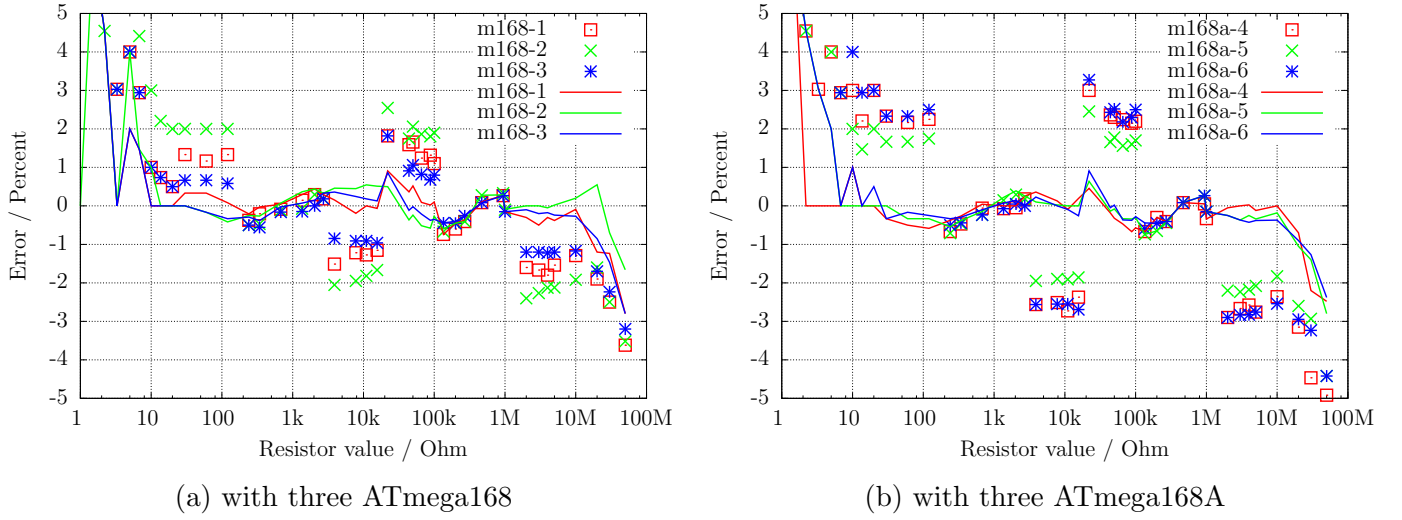 5
4
3
2
1
0
-1
-2
-3
-4
-5
1 10 100 1k 10k 100k 1M 10M 100M
Error / Percent
Resistor value / Ohm
m168-1
m168-2
m168-3
m168-1
m168-2
m168-3
(a) with three ATmega168
5
4
3
2
1
0
-1
-2
-3
-4
-5
1 10 100 1k 10k 100k 1M 10M 100M
Error / Percent
Resistor value / Ohm
m168a-4
m168a-5
m168a-6
m168a-4
m168a-5
m168a-6
(b) with three ATmega168A